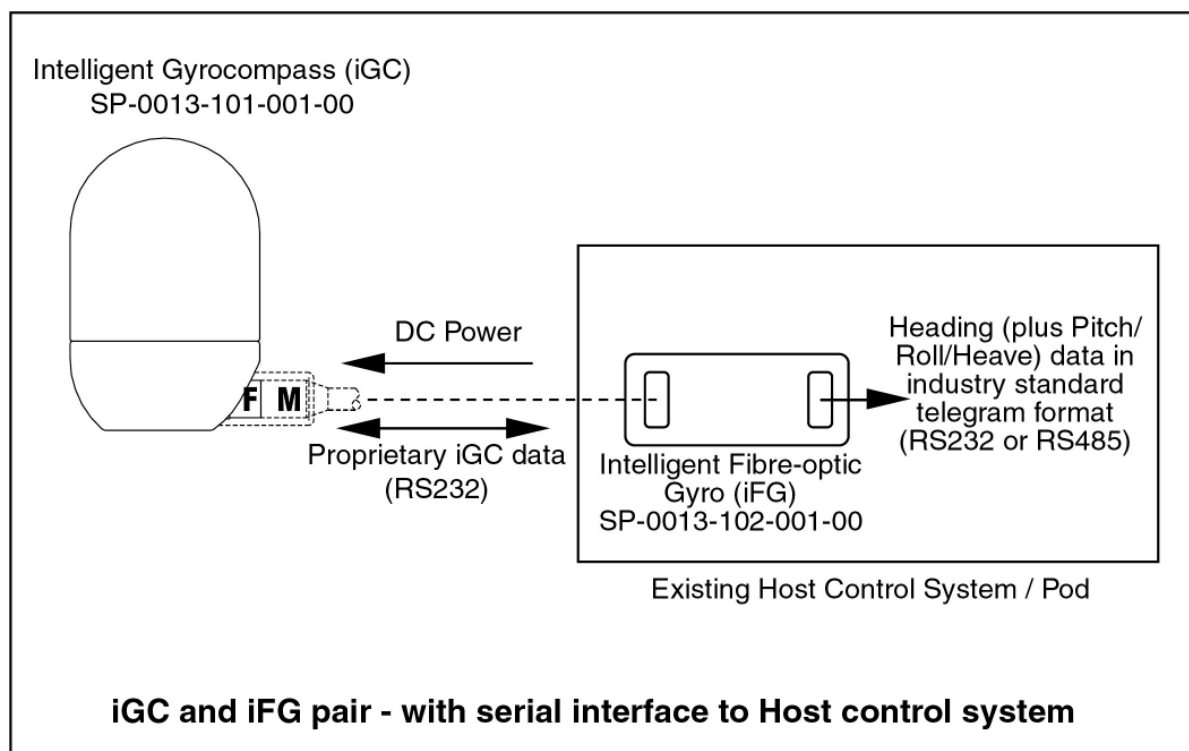 Intelligent Gyrocompass (iGC)
SP-0013-101-001-00
DC Power
F M
Proprietary iGC data
(RS232)
Heading (plus Pitch/
Roll/Heave) data in
industry standard
telegram format
(RS232 or RS485)
Intelligent Fibre-optic
Gyro (iFG)
SP-0013-102-001-00
Existing Host Control System / Pod
iGC and iFG pair - with serial interface to Host control system